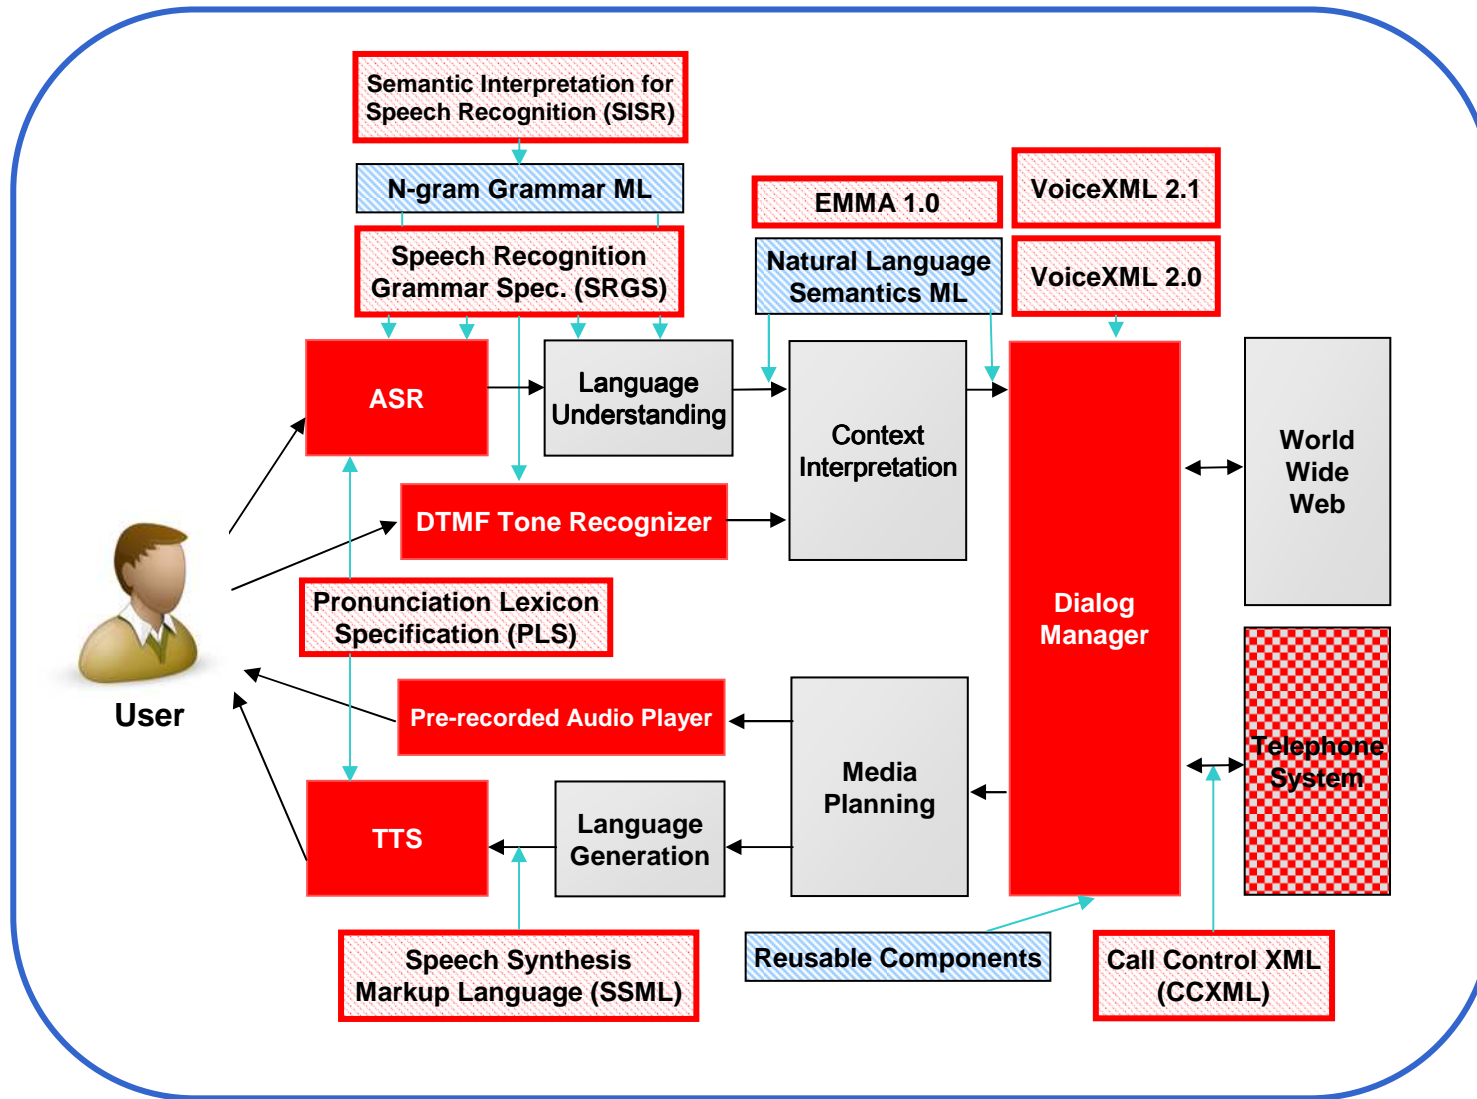 Semantic Interpretation for
Speech Recognition (SISR)
N-gram Grammar ML
Speech Recognition
Grammar Spec. (SRGS)
EMMA 1.0
Natural Language
Semantics ML
VoiceXML 2.1
VoiceXML 2.0
ASR
Language
Understanding
Context
Interpretation
DTMF Tone Recognizer
World
Wide
Web
Pronunciation Lexicon
Specification (PLS)
Dialog
Manager
User
Pre-recorded Audio Player
Media
Planning
Telephone
System
TTS
Language
Generation
Speech Synthesis
Markup Language (SSML)
Reusable Components
Call Control XML
(CCXML)